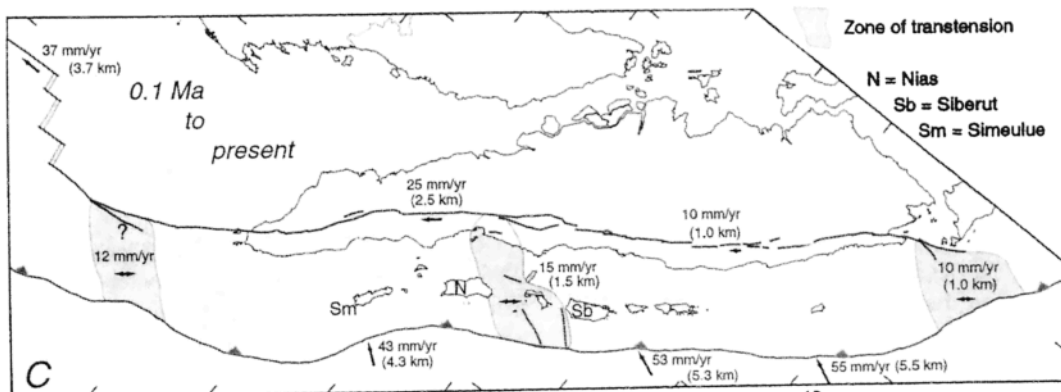 37 mm/yr
(3.7 km)
0.1 Ma
to
present
Zone of transtension
N = Nias
Sb = Siberut
Sm = Simeulue
25 mm/yr
(2.5 km)
10 mm/yr
(1.0 km)
?
12 mm/yr
15 mm/yr
(1.5 km)
10 mm/yr
(1.0 km)
N
Sm
Sb
43 mm/yr
(4.3 km)
53 mm/yr
(5.3 km)
55 mm/yr (5.5 km)
C